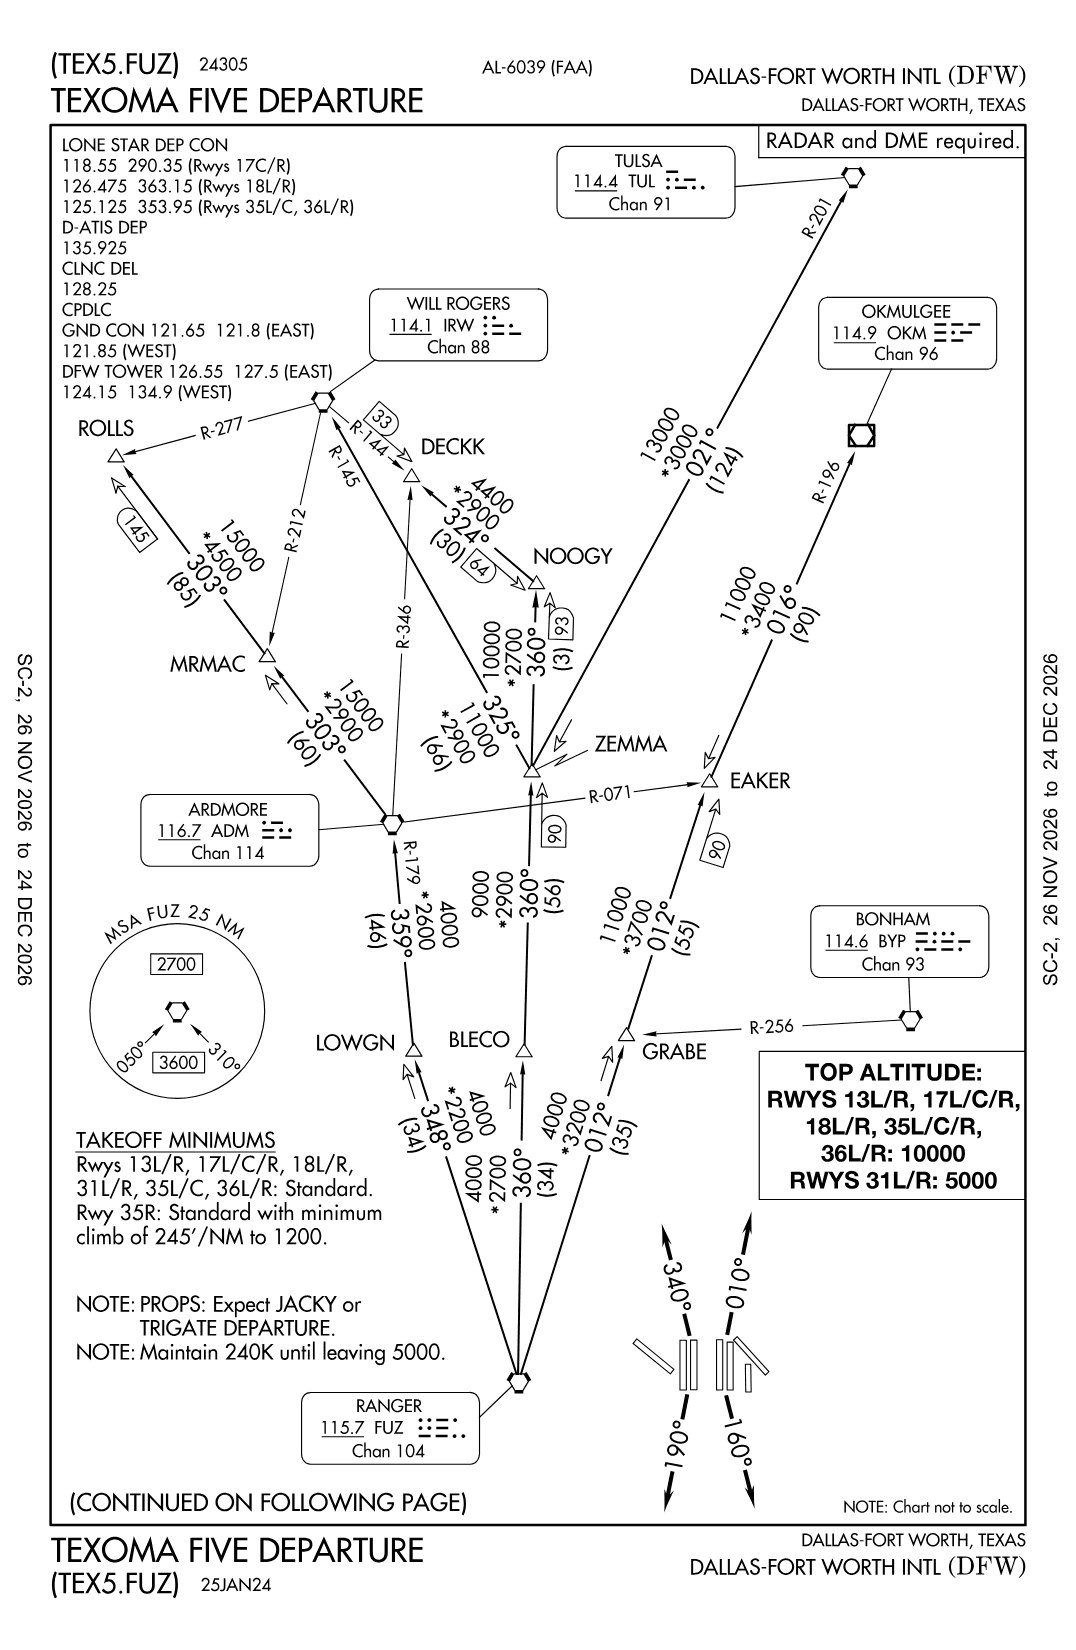 (TEX5.FUZ) 24305
AL-6039 (FAA)
DALLAS-FORT WORTH INTL (DFW)
TEXOMA FIVE DEPARTURE
DALLAS-FORT WORTH, TEXAS
RADAR and DME required.
LONE STAR DEP CON
118.55 290.35 (Rwys 17C/R)
126.475 363.15 (Rwys 18L/R)
125.125 353.95 (Rwys 35L/C, 36L/R)
D-ATIS DEP
135.925
CLNC DEL
128.25
CPDLC
GND CON 121.65 121.8 (EAST)
121.85 (WEST)
DFW TOWER 126.55 127.5 (EAST)
124.15 134.9 (WEST)
TULSA
114.4 TUL
Chan 91
R-201
WILL ROGERS
114.1 IRW
Chan 88
OKMULGEE
114.9 OKM
Chan 96
ROLLS
R-277
33
R-144
R-145
DECKK
13000
*3000
021°
(124)
R-196
145
15000
*4500
303°
(85)
R-212
4400
*2900
324°
(30)
64
NOOGY
93
11000
*3400
016°
(90)
R-346
10000
*2700
360°
(3)
MRMAC
15000
*2900
303°
(60)
325°
11000
*2900
(66)
ZEMMA
EAKER
R-071
ARDMORE
116.7 ADM
Chan 114
90
90
R-179
9000
*2900
360°
(56)
4000
*2600
359°
(46)
11000
*3700
012°
(55)
BONHAM
114.6 BYP
Chan 93
R-256
MSA FUZ 25 NM
2700
050°
310°
3600
LOWGN
BLECO
GRABE
4000
*2200
348°
(34)
4000
*2700
360°
(34)
4000
*3200
012°
(35)
TOP ALTITUDE:
RWYS 13L/R, 17L/C/R,
18L/R, 35L/C/R,
36L/R: 10000
RWYS 31L/R: 5000
TAKEOFF MINIMUMS
Rwys 13L/R, 17L/C/R, 18L/R,
31L/R, 35L/C, 36L/R: Standard.
Rwy 35R: Standard with minimum
climb of 245'/NM to 1200.
NOTE: PROPS: Expect JACKY or
TRIGATE DEPARTURE.
NOTE: Maintain 240K until leaving 5000.
340°
010°
190°
160°
RANGER
115.7 FUZ
Chan 104
(CONTINUED ON FOLLOWING PAGE)
NOTE: Chart not to scale.
TEXOMA FIVE DEPARTURE
DALLAS-FORT WORTH, TEXAS
(TEX5.FUZ) 25JAN24
DALLAS-FORT WORTH INTL (DFW)
SC-2, 26 NOV 2026 to 24 DEC 2026
SC-2, 26 NOV 2026 to 24 DEC 2026